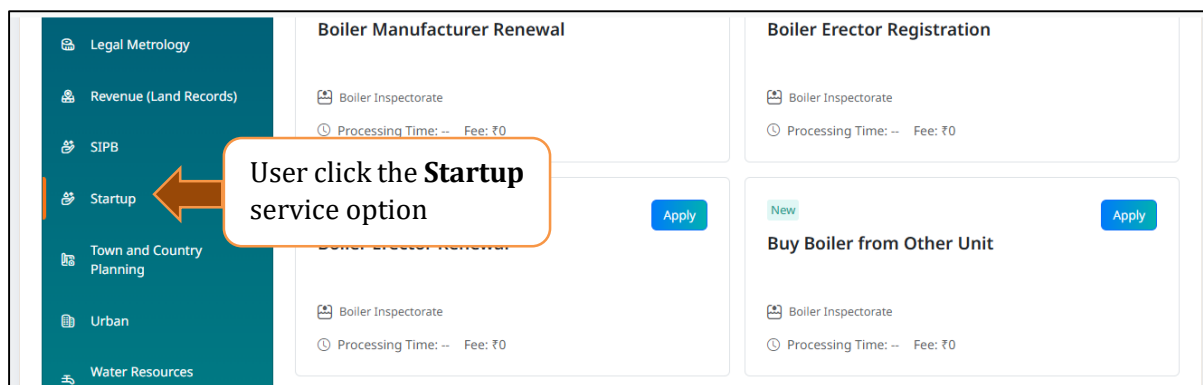 Legal Metrology
Revenue (Land Records)
SIPB
Startup
Town and Country
Planning
Urban
Water Resources
User click the Startup
service option
Boiler Manufacturer Renewal
Boiler Inspectorate
Processing Time: -- Fee: ₹0
Boiler Erector Registration
Boiler Inspectorate
Processing Time: -- Fee: ₹0
Apply
Boiler Erector Renewal
Boiler Inspectorate
Processing Time: -- Fee: ₹0
New
Apply
Buy Boiler from Other Unit
Boiler Inspectorate
Processing Time: -- Fee: ₹0